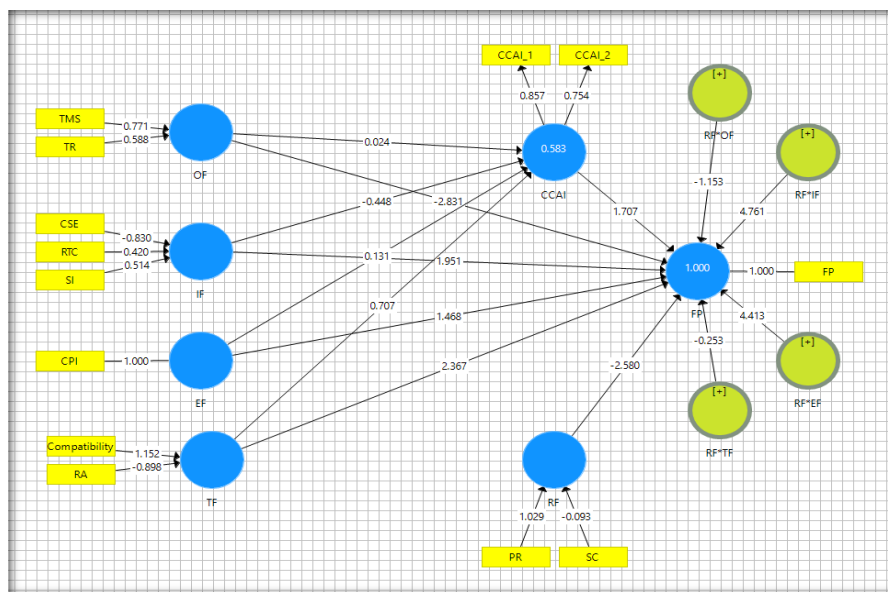 CCAI_1
CCAI_2
0.857
0.754
[+]
RF*OF
[+]
RF*IF
TMS
0.771
TR
0.588
OF
0.024
0.583
CCAI
-1.153
4.761
-0.448
-2.831
1.707
CSE
-0.830
RTC
0.420
SI
0.514
IF
0.131
1.951
1.000
FP
1.000
FP
0.707
1.468
4.413
-0.253
[+]
RF*EF
CPI
1.000
EF
2.367
-2.580
[+]
RF*TF
Compatibility
1.152
RA
-0.898
TF
RF
1.029
-0.093
PR
SC